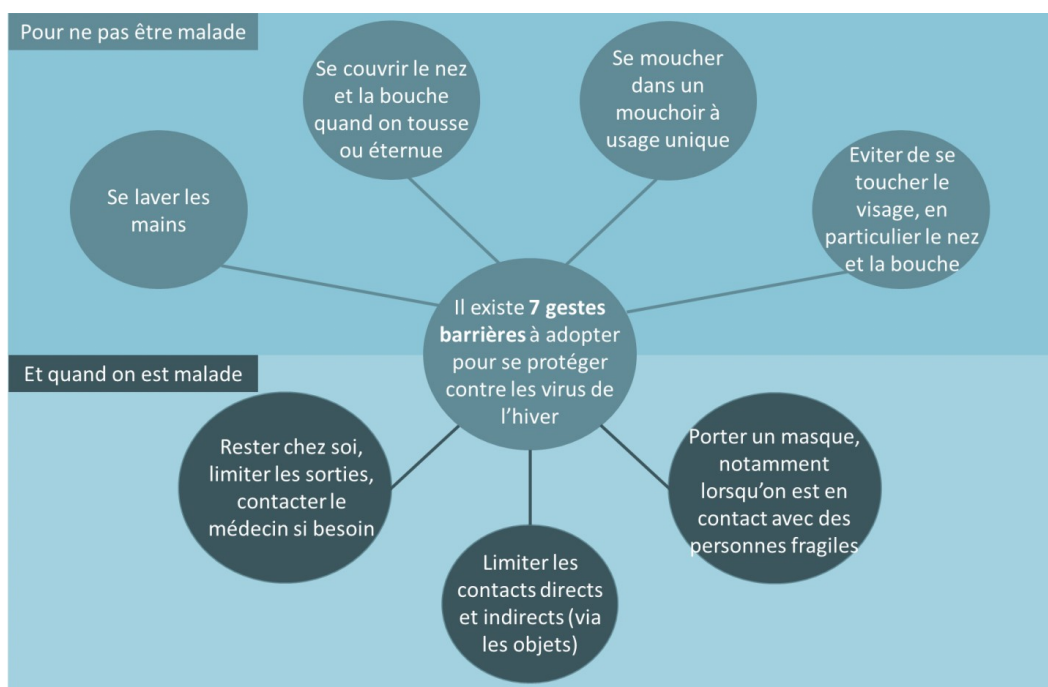 Pour ne pas être malade
Se laver les
mains
Se couvrir le nez
et la bouche
quand on tousse
ou éternue
Se moucher
dans un
mouchoir à
usage unique
Eviter de se
toucher le
visage, en
particulier le nez
et la bouche
Il existe 7 gestes
barrières à adopter
pour se protéger
contre les virus de
l'hiver
Et quand on est malade
Rester chez soi,
limiter les sorties,
contacter le
médecin si besoin
Limiter les
contacts directs
et indirects (via
les objets)
Porter un masque,
notamment
lorsqu'on est en
contact avec des
personnes fragiles